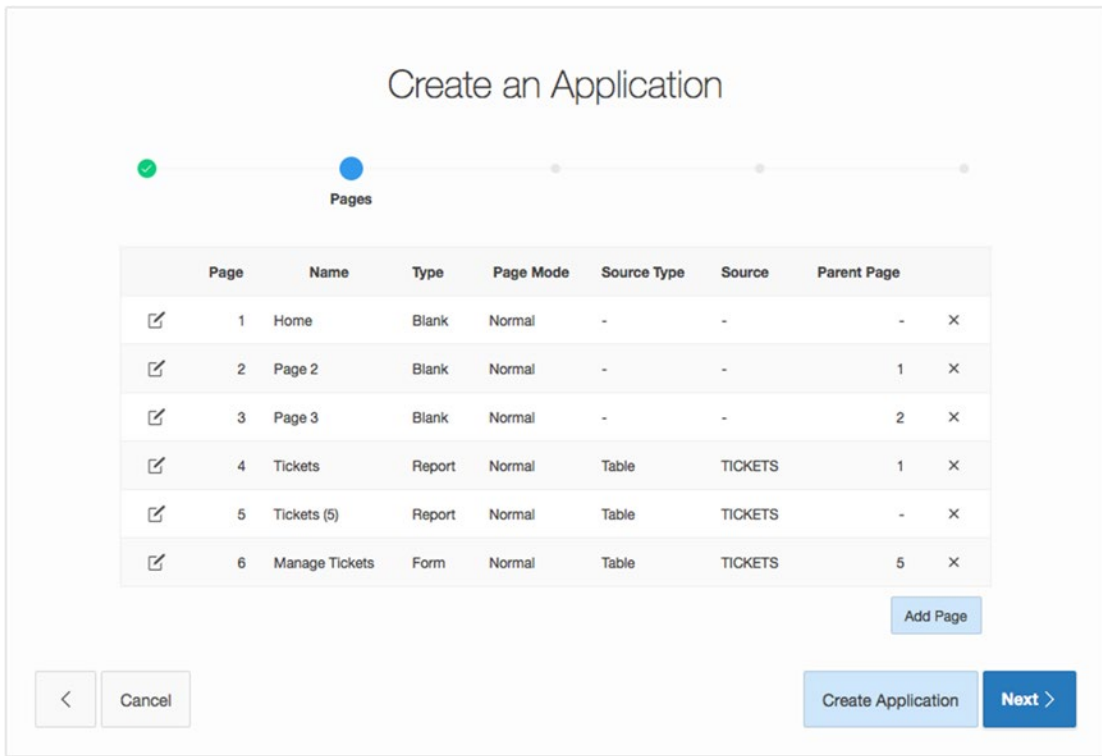 Create an Application
Pages
Page Name Type Page Mode Source Type Source Parent Page
1 Home Blank Normal - - -
2 Page 2 Blank Normal - - 1
3 Page 3 Blank Normal - - 2
4 Tickets Report Normal Table TICKETS 1
5 Tickets (5) Report Normal Table TICKETS -
6 Manage Tickets Form Normal Table TICKETS 5
Add Page
Cancel Create Application Next >